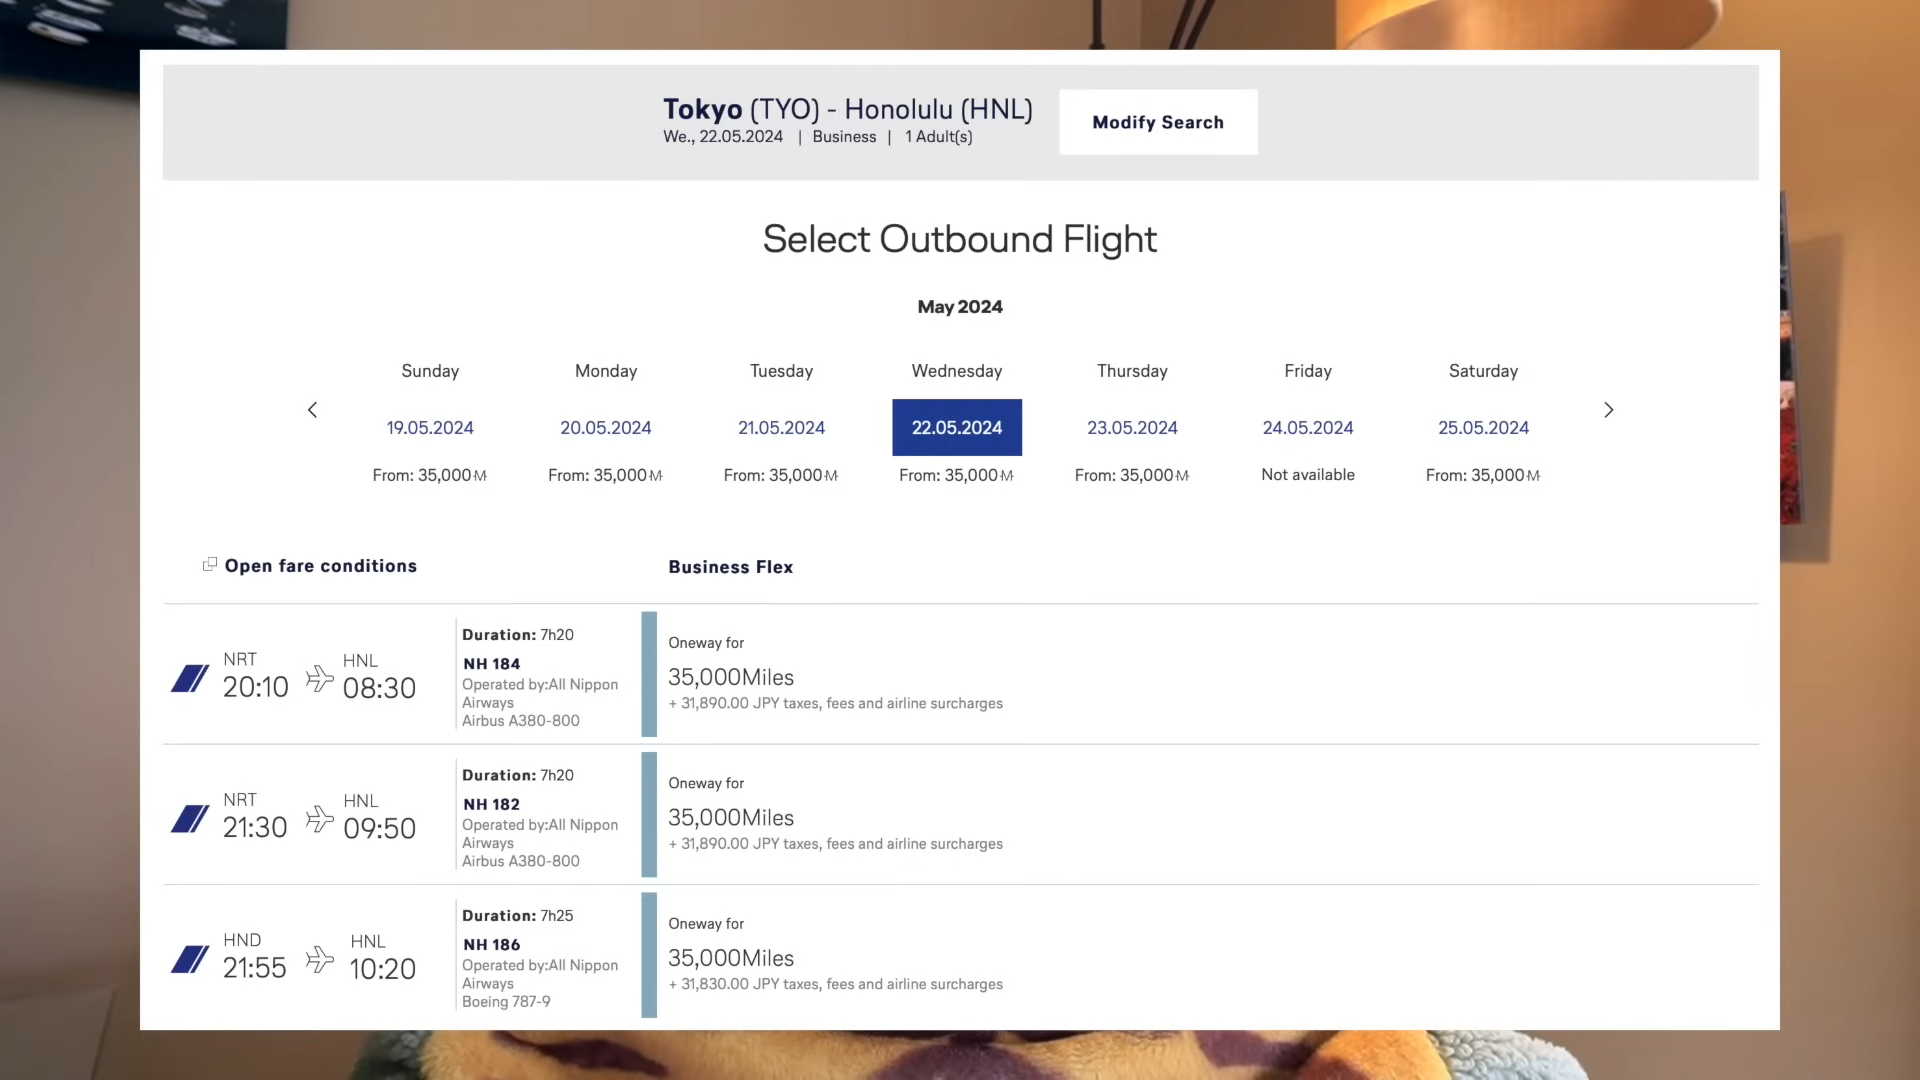 Tokyo (TYO) - Honolulu (HNL)
We., 22.05.2024 | Business | 1 Adult(s)
Modify Search
Select Outbound Flight
May 2024
Sunday Monday Tuesday Wednesday Thursday Friday Saturday
19.05.2024 20.05.2024 21.05.2024 22.05.2024 23.05.2024 24.05.2024 25.05.2024
From: 35,000 M From: 35,000 M From: 35,000 M From: 35,000 M From: 35,000 M Not available From: 35,000 M
Open fare conditions
Business Flex
NRT HNL
20:10 08:30
Duration: 7h20
NH 184
Operated by:All Nippon
Airways
Airbus A380-800
Oneway for
35,000Miles
+ 31,890.00 JPY taxes, fees and airline surcharges
NRT HNL
21:30 09:50
Duration: 7h20
NH 182
Operated by:All Nippon
Airways
Airbus A380-800
Oneway for
35,000Miles
+ 31,890.00 JPY taxes, fees and airline surcharges
HND HNL
21:55 10:20
Duration: 7h25
NH 186
Operated by:All Nippon
Airways
Boeing 787-9
Oneway for
35,000Miles
+ 31,830.00 JPY taxes, fees and airline surcharges